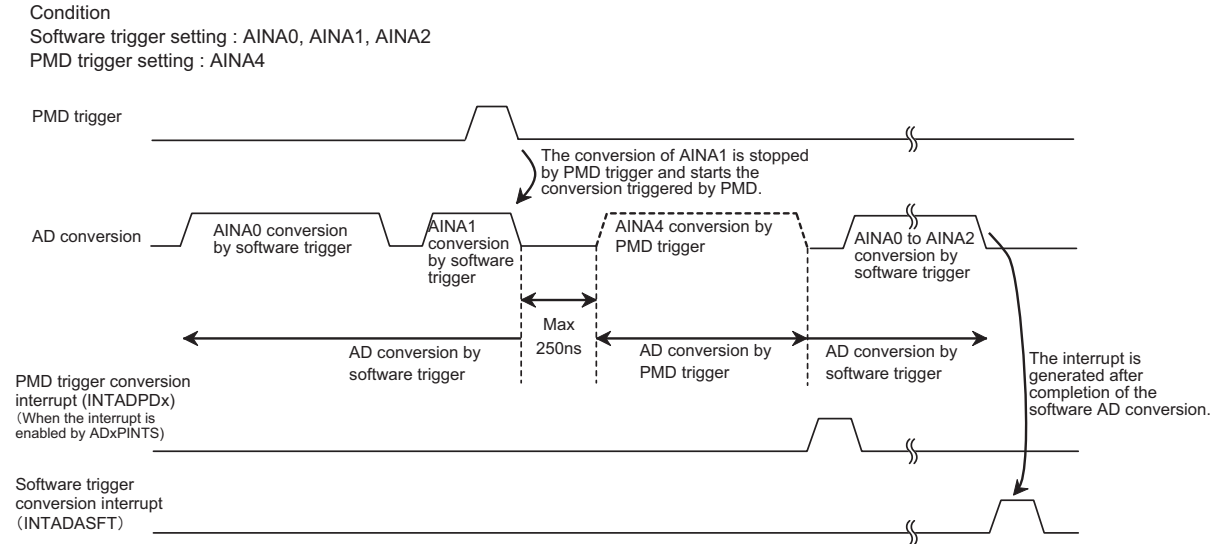 Condition
Software trigger setting : AINA0, AINA1, AINA2
PMD trigger setting : AINA4
PMD trigger
The conversion of AINA1 is stopped
by PMD trigger and starts the
conversion triggered by PMD.
AD conversion
AINA0 conversion
by software trigger
AINA1
conversion
by software
trigger
AINA4 conversion by
PMD trigger
AINA0 to AINA2
conversion by
software trigger
Max
250ns
AD conversion by
software trigger
AD conversion by
PMD trigger
AD conversion by
software trigger
The interrupt is
generated after
completion of the
software AD conversion.
PMD trigger conversion
interrupt (INTADPDx)
(When the interrupt is
enabled by ADxPINTS)
Software trigger
conversion interrupt
(INTADASFT)